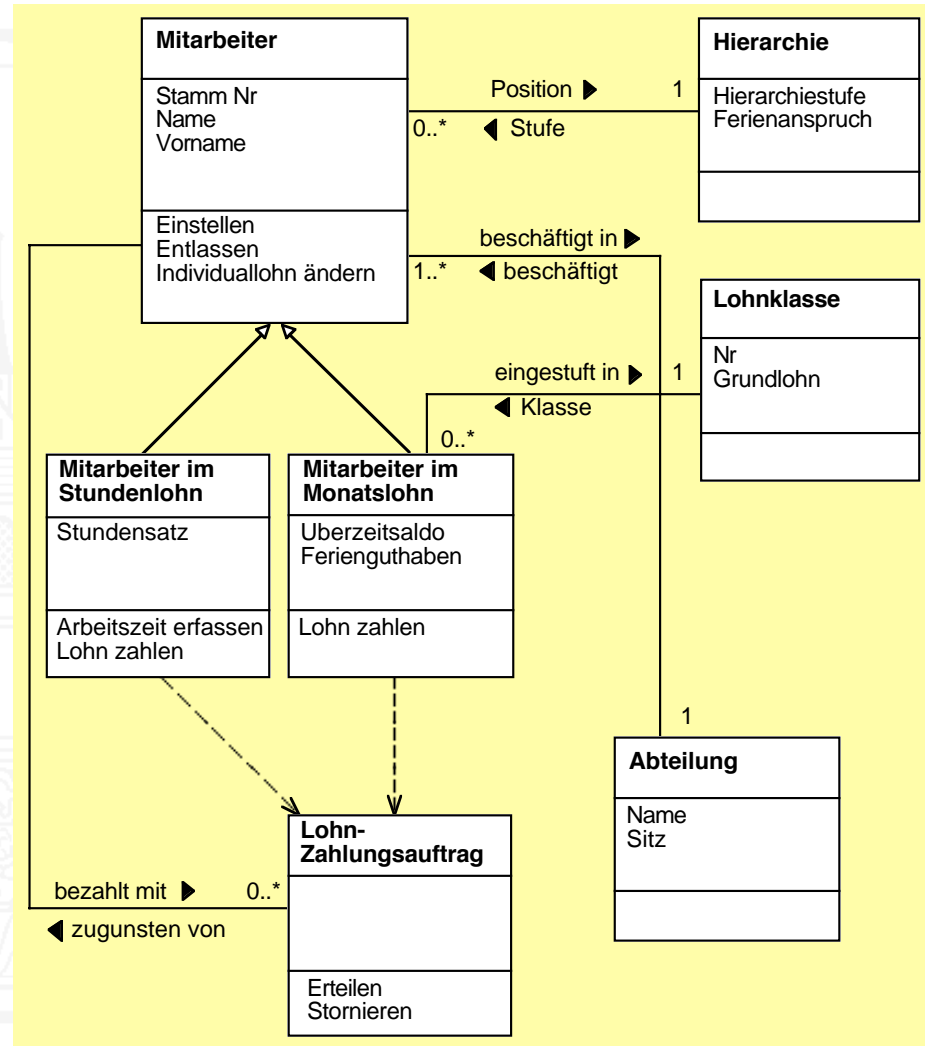 Mitarbeiter
Stamm Nr
Name
Vorname
Einstellen
Entlassen
Individuallohn ändern
Position ▶
1
0..*
◀ Stufe
Hierarchie
Hierarchiestufe
Ferienanspruch
beschäftigt in ▶
1..*
◀ beschäftigt
Lohnklasse
Nr
Grundlohn
eingestuft in ▶
1
◀ Klasse
0..*
Mitarbeiter im
Stundenlohn
Stundensatz
Arbeitszeit erfassen
Lohn zahlen
Mitarbeiter im
Monatslohn
Uberzeitsaldo
Ferienguthaben
Lohn zahlen
1
Abteilung
Name
Sitz
Lohn-
Zahlungsauftrag
Erteilen
Stornieren
bezahlt mit ▶
0..*
◀ zugunsten von